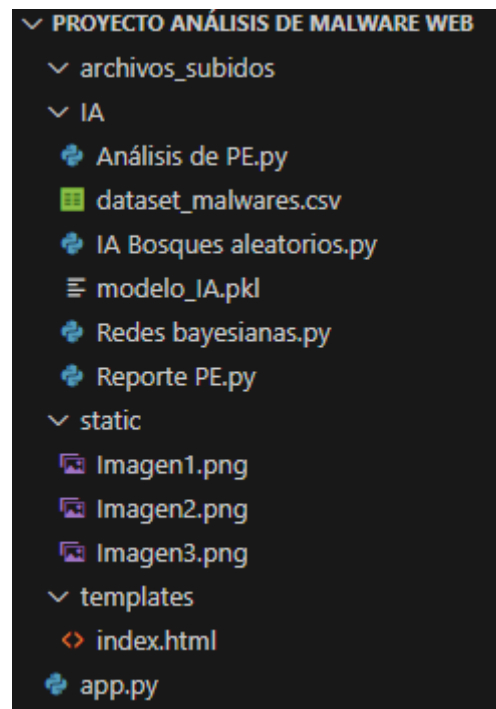 PROYECTO ANÁLISIS DE MALWARE WEB
archivos_subidos
IA
Análisis de PE.py
dataset_malwares.csv
IA Bosques aleatorios.py
modelo_IA.pkl
Redes bayesianas.py
Reporte PE.py
static
Imagen1.png
Imagen2.png
Imagen3.png
templates
index.html
app.py